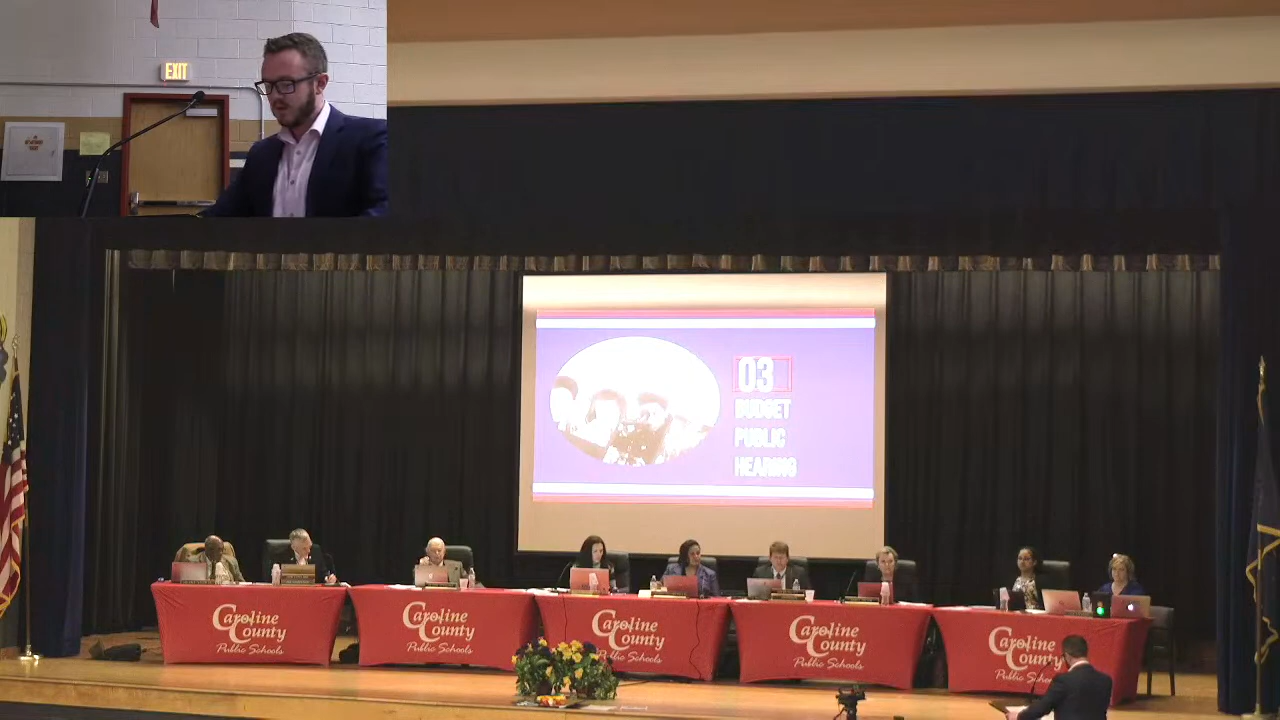 EXIT
03
BUDGET
PUBLIC
HEARING
Caroline
County
Public Schools
Caroline
County
Public Schools
Caroline
County
Public Schools
Caroline
County
Public Schools
Caroline
County
Public Schools